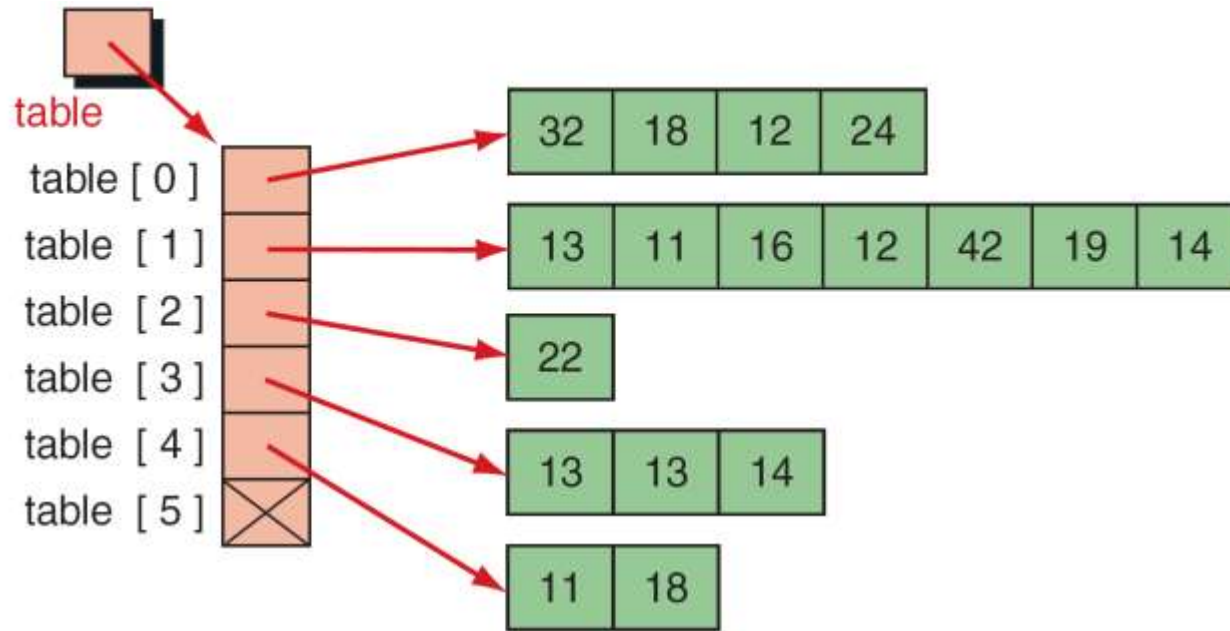 table
table [ 0 ]
32 18 12 24
table [ 1 ]
13 11 16 12 42 19 14
table [ 2 ]
22
table [ 3 ]
13 13 14
table [ 4 ]
11 18
table [ 5 ]